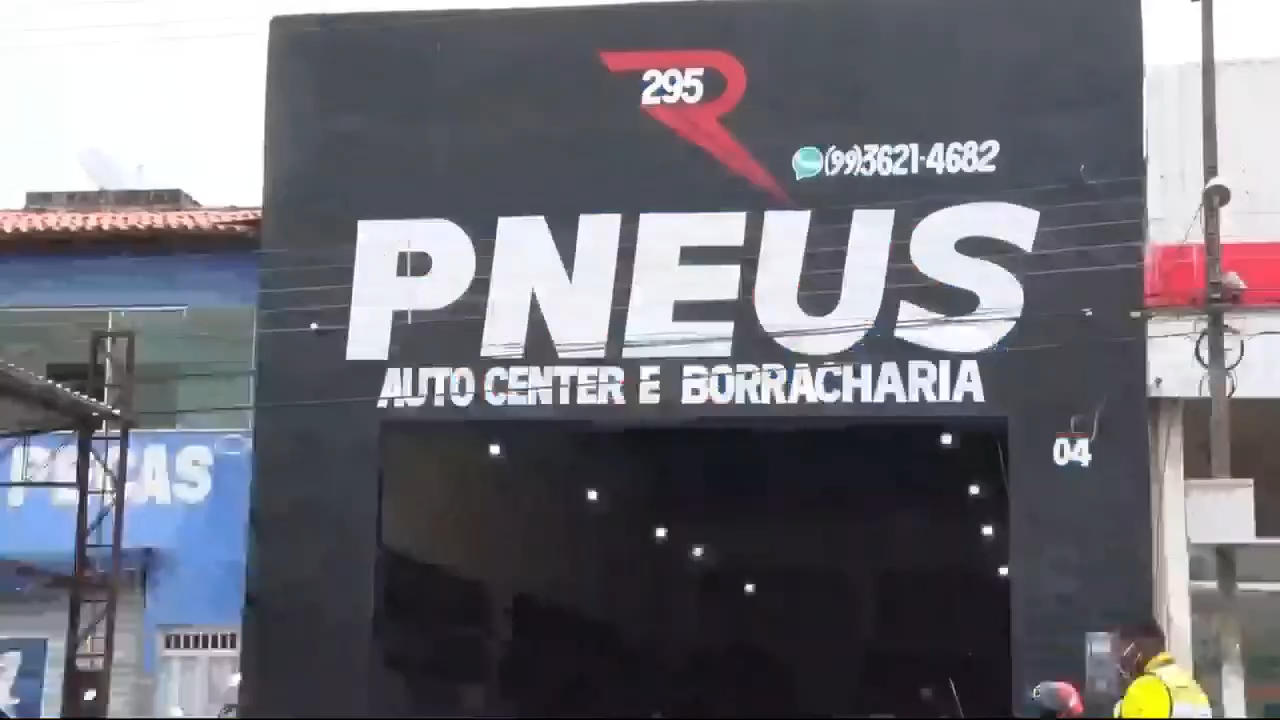 R
295
(99)3621-4682
PNEUS
AUTO CENTER E BORRACHARIA
04
PEÇAS